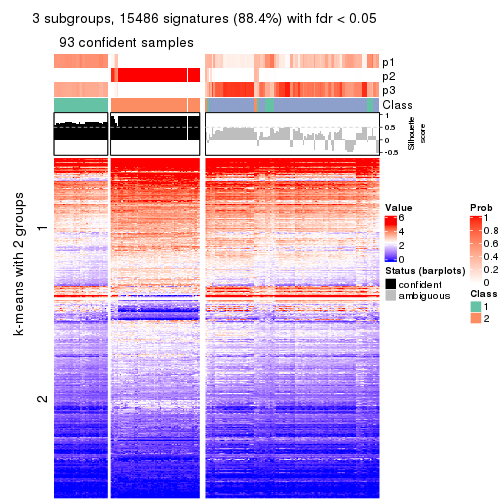 3 subgroups, 15486 signatures (88.4%) with fdr < 0.05
93 confident samples
p1
p2
p3
Class
1
0.5
0
-0.5
Silhouette
score
k-means with 2 groups
1
2
Value
6
4
2
0
Status (barplots)
confident
ambiguous
Prob
1
0.8
0.6
0.4
0.2
0
Class
1
2